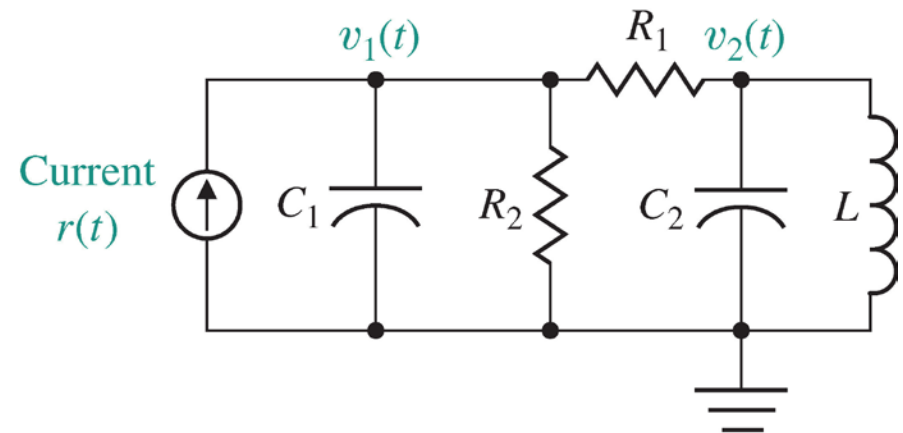 v₁(t)
R₁
v₂(t)
Current
r(t)
C₁
R₂
C₂
L